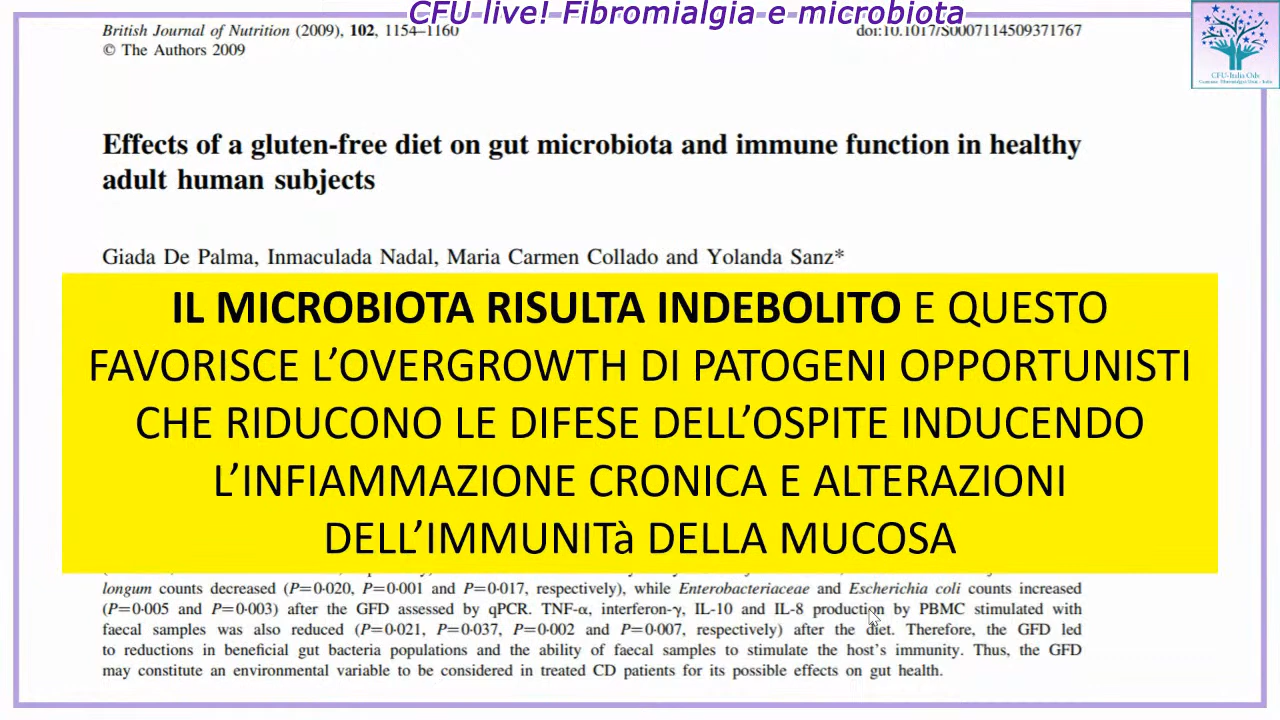 CFU live! Fibromialgia e microbiota
British Journal of Nutrition (2009), 102, 1154–1160 doi:10.1017/S0007114509371767
© The Authors 2009
CFU-Italia Odv
Effects of a gluten-free diet on gut microbiota and immune function in healthy
adult human subjects
Giada De Palma, Inmaculada Nadal, Maria Carmen Collado and Yolanda Sanz*
IL MICROBIOTA RISULTA INDEBOLITO E QUESTO
FAVORISCE L’OVERGROWTH DI PATOGENI OPPORTUNISTI
CHE RIDUCONO LE DIFESE DELL’OSPITE INDUCENDO
L’INFIAMMAZIONE CRONICA E ALTERAZIONI
DELL’IMMUNITà DELLA MUCOSA
longum counts decreased (P=0·020, P=0·001 and P=0·017, respectively), while Enterobacteriaceae and Escherichia coli counts increased
(P=0·005 and P=0·003) after the GFD assessed by qPCR. TNF-α, interferon-γ, IL-10 and IL-8 production by PBMC stimulated with
faecal samples was also reduced (P=0·021, P=0·037, P=0·002 and P=0·007, respectively) after the diet. Therefore, the GFD led
to reductions in beneficial gut bacteria populations and the ability of faecal samples to stimulate the host’s immunity. Thus, the GFD
may constitute an environmental variable to be considered in treated CD patients for its possible effects on gut health.